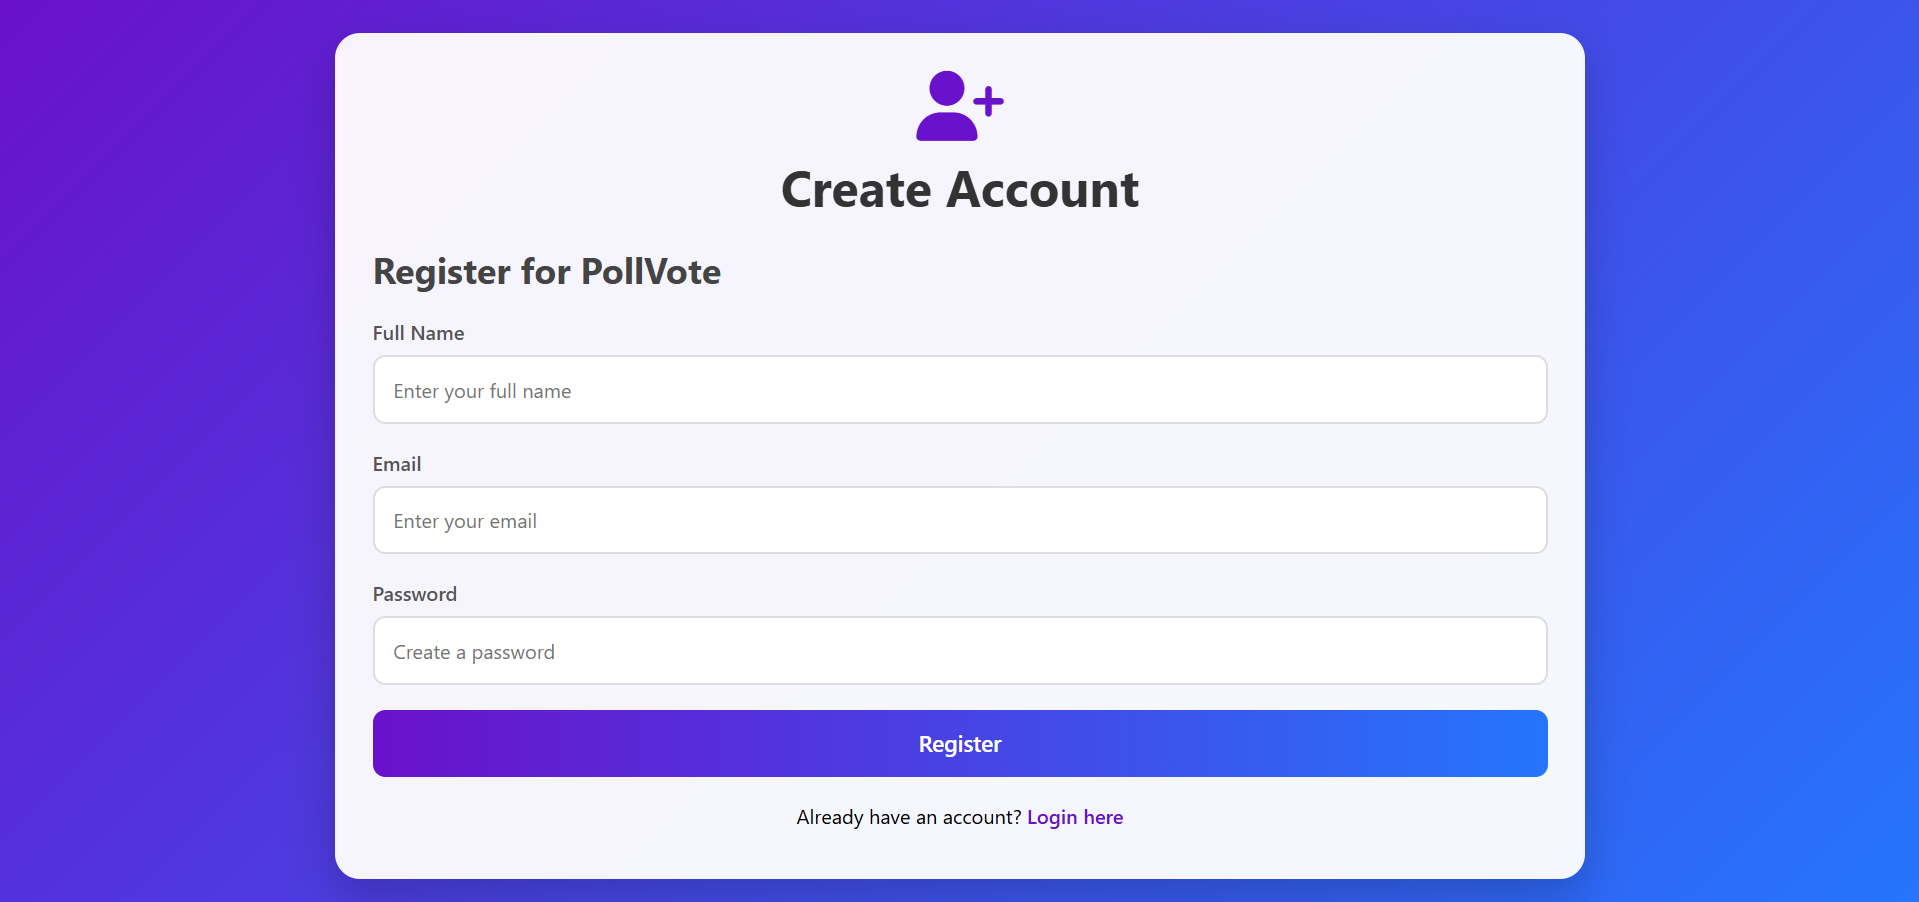 Create Account
Register for PollVote
Full Name
Enter your full name
Email
Enter your email
Password
Create a password
Register
Already have an account? Login here